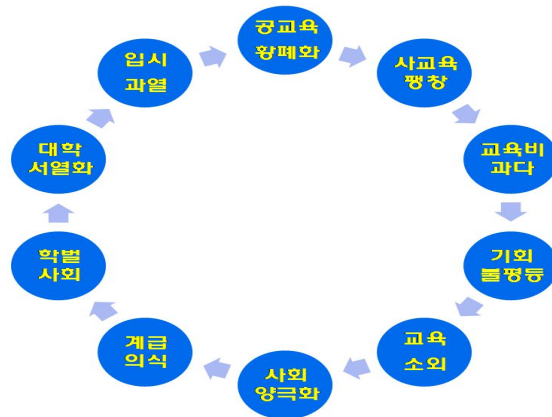 공교육
황폐화
사교육
팽창
교육비
과다
기회
불평등
교육
소외
사회
양극화
계급
의식
학벌
사회
대학
서열화
입시
과열